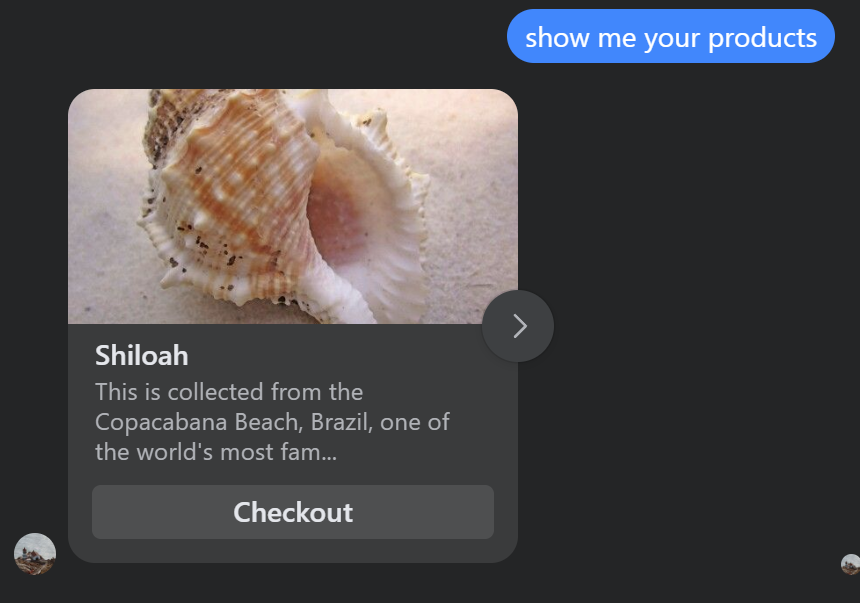 show me your products
Shiloah
This is collected from the
Copacabana Beach, Brazil, one of
the world's most fam...
Checkout